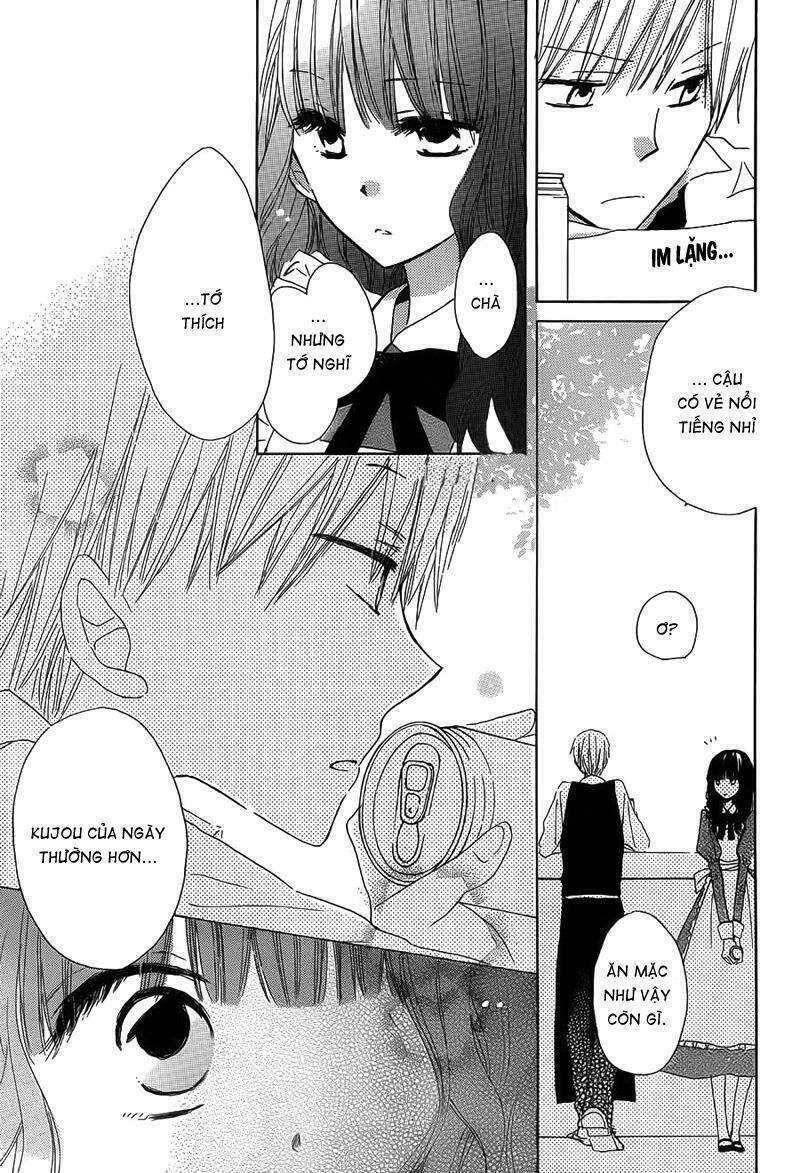 IM LẶNG...
... CẬU
CÓ VẺ NỔI
TIẾNG NHỈ
Ơ?
ĂN MẶC
NHƯ VẬY
CÒN GÌ.
...
CHÀ
...
NHƯNG
TỚ NGHĨ
...TỚ
THÍCH
KUJOU CỦA NGÀY
THƯỜNG HƠN...